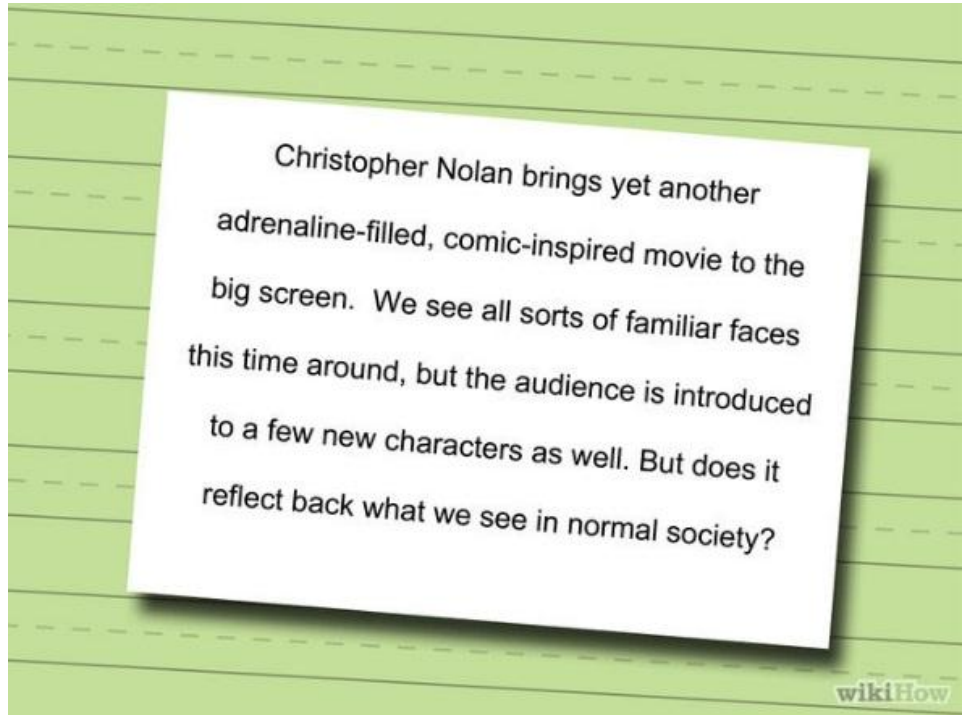 Christopher Nolan brings yet another
adrenaline-filled, comic-inspired movie to the
big screen.  We see all sorts of familiar faces
this time around, but the audience is introduced
to a few new characters as well. But does it
reflect back what we see in normal society?
wikiHow